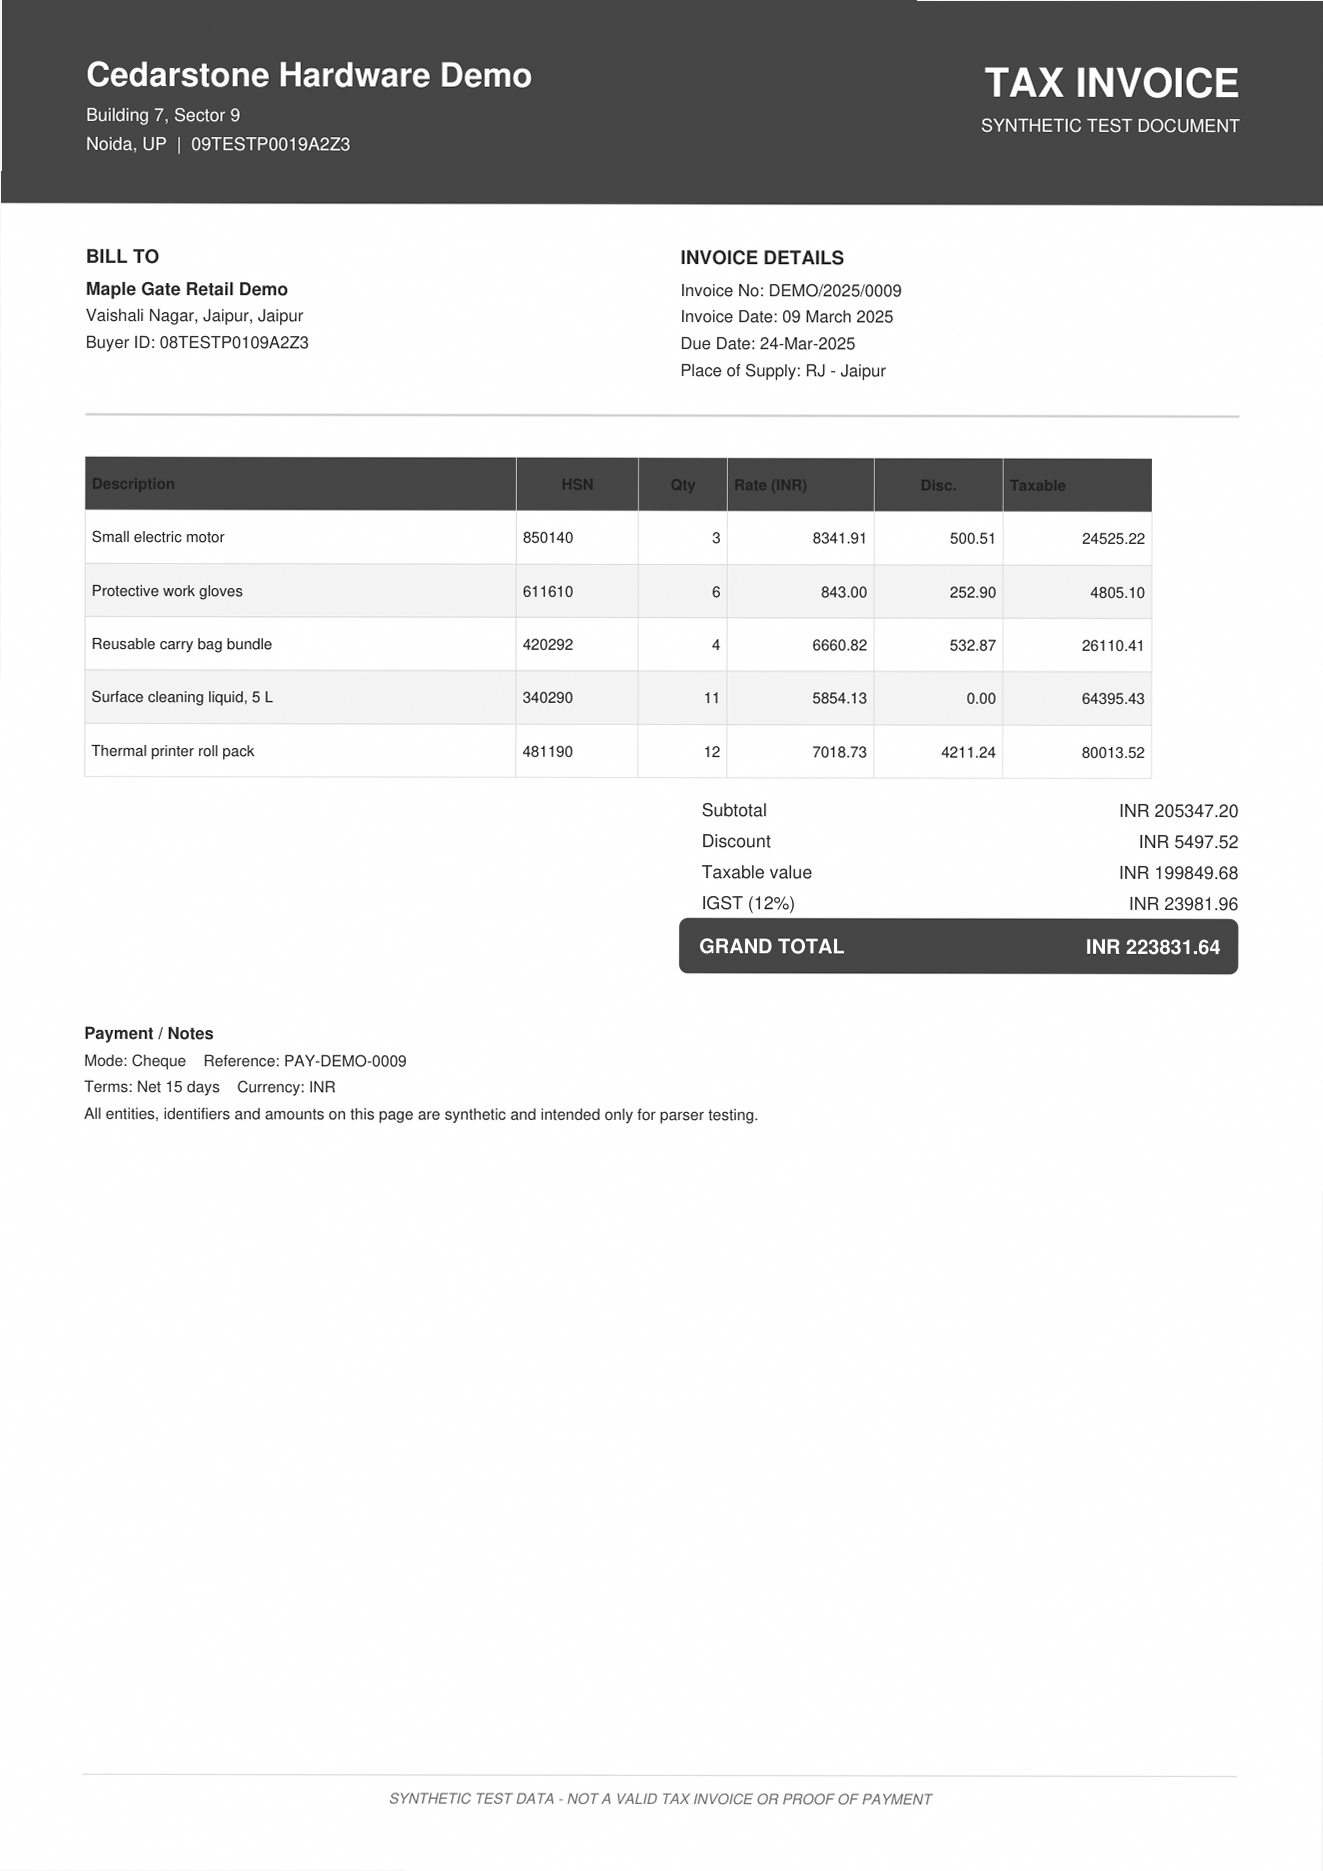 Cedarstone Hardware Demo
Building 7, Sector 9
Noida, UP | 09TESTP0019A2Z3
TAX INVOICE
SYNTHETIC TEST DOCUMENT
BILL TO
Maple Gate Retail Demo
Vaishali Nagar, Jaipur, Jaipur
Buyer ID: 08TESTP0109A2Z3
INVOICE DETAILS
Invoice No: DEMO/2025/0009
Invoice Date: 09 March 2025
Due Date: 24-Mar-2025
Place of Supply: RJ - Jaipur
Description HSN Qty Rate (INR) Disc. Taxable
Small electric motor 850140 3 8341.91 500.51 24525.22
Protective work gloves 611610 6 843.00 252.90 4805.10
Reusable carry bag bundle 420292 4 6660.82 532.87 26110.41
Surface cleaning liquid, 5 L 340290 11 5854.13 0.00 64395.43
Thermal printer roll pack 481190 12 7018.73 4211.24 80013.52
Subtotal INR 205347.20
Discount INR 5497.52
Taxable value INR 199849.68
IGST (12%) INR 23981.96
GRAND TOTAL INR 223831.64
Payment / Notes
Mode: Cheque Reference: PAY-DEMO-0009
Terms: Net 15 days Currency: INR
All entities, identifiers and amounts on this page are synthetic and intended only for parser testing.
SYNTHETIC TEST DATA - NOT A VALID TAX INVOICE OR PROOF OF PAYMENT